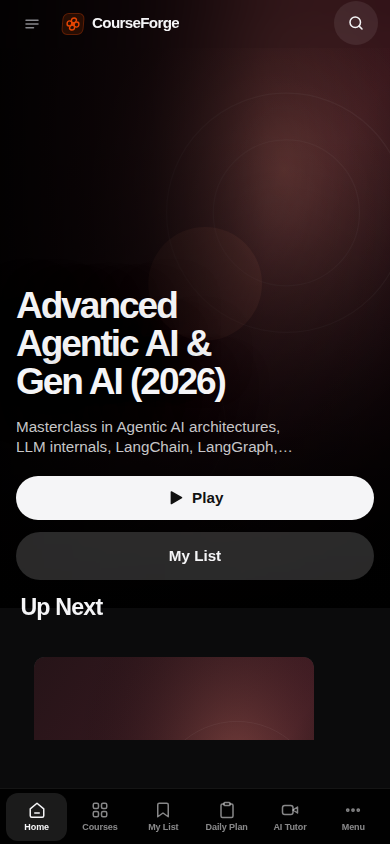 CourseForge
Advanced
Agentic AI &
Gen AI (2026)
Masterclass in Agentic AI architectures,
LLM internals, LangChain, LangGraph,…
Play
My List
Up Next
Home
Courses
My List
Daily Plan
AI Tutor
Menu